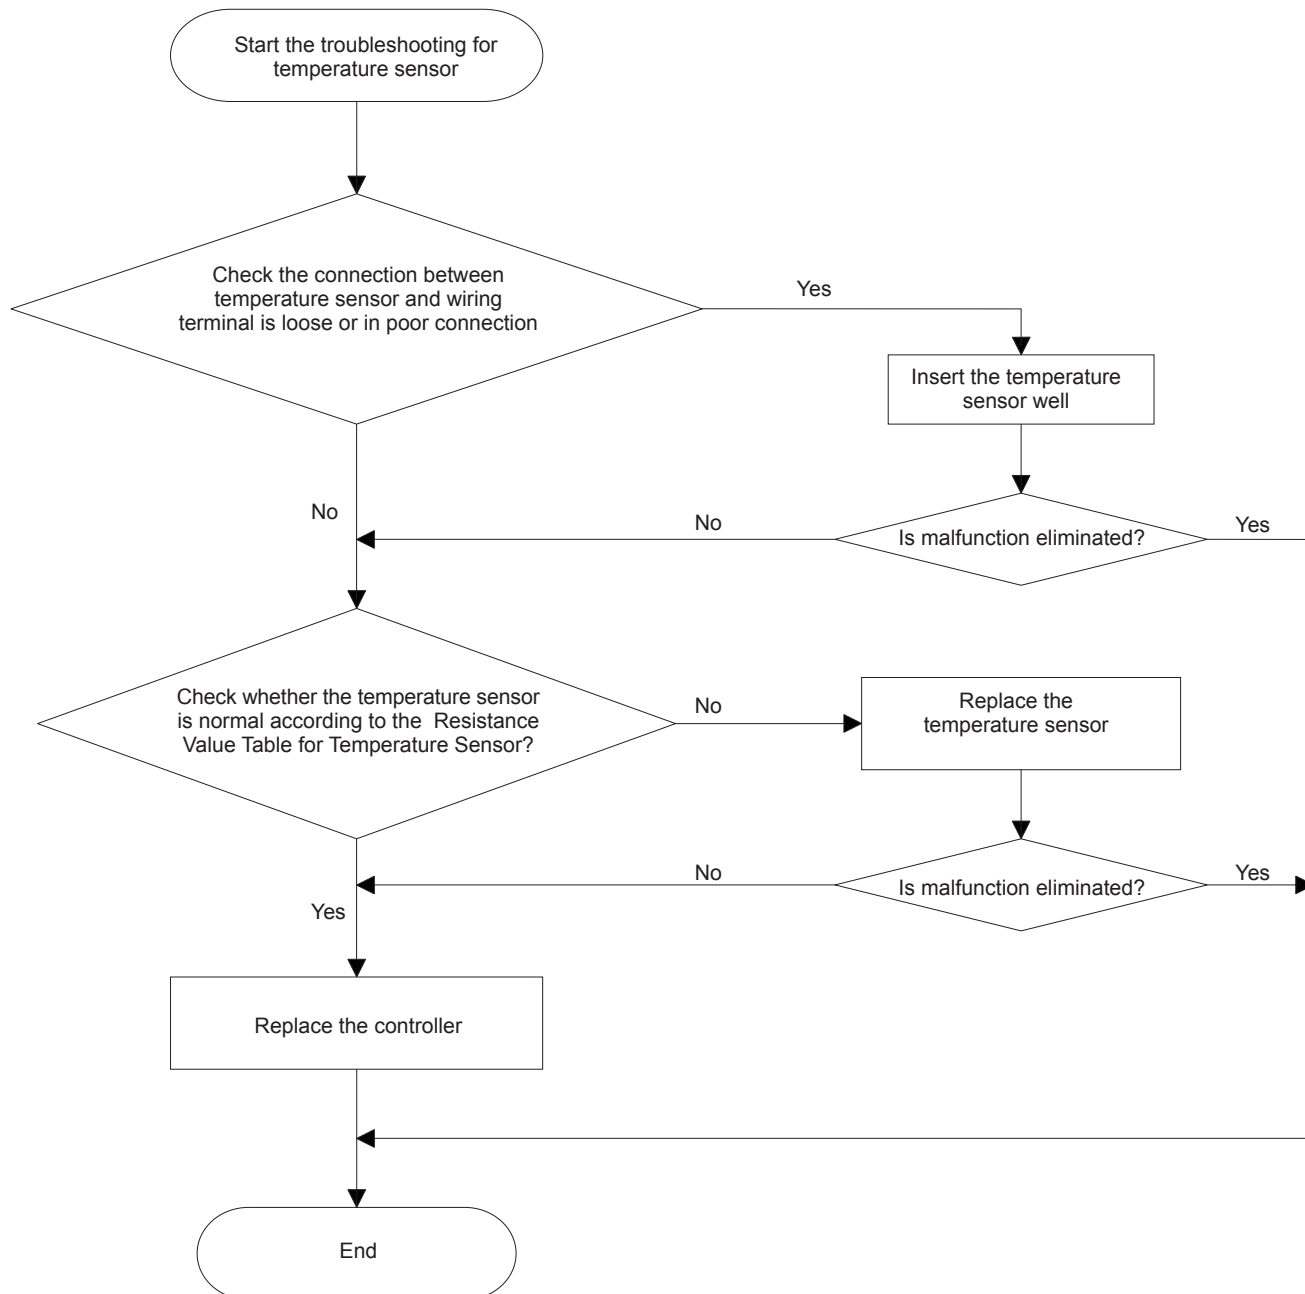 Start the troubleshooting for
temperature sensor
Check the connection between
temperature sensor and wiring
terminal is loose or in poor connection
Yes
Insert the temperature
sensor well
No
No
Is malfunction eliminated?
Yes
Check whether the temperature sensor
is normal according to the Resistance
Value Table for Temperature Sensor?
No
Replace the
temperature sensor
No
Is malfunction eliminated?
Yes
Yes
Replace the controller
End